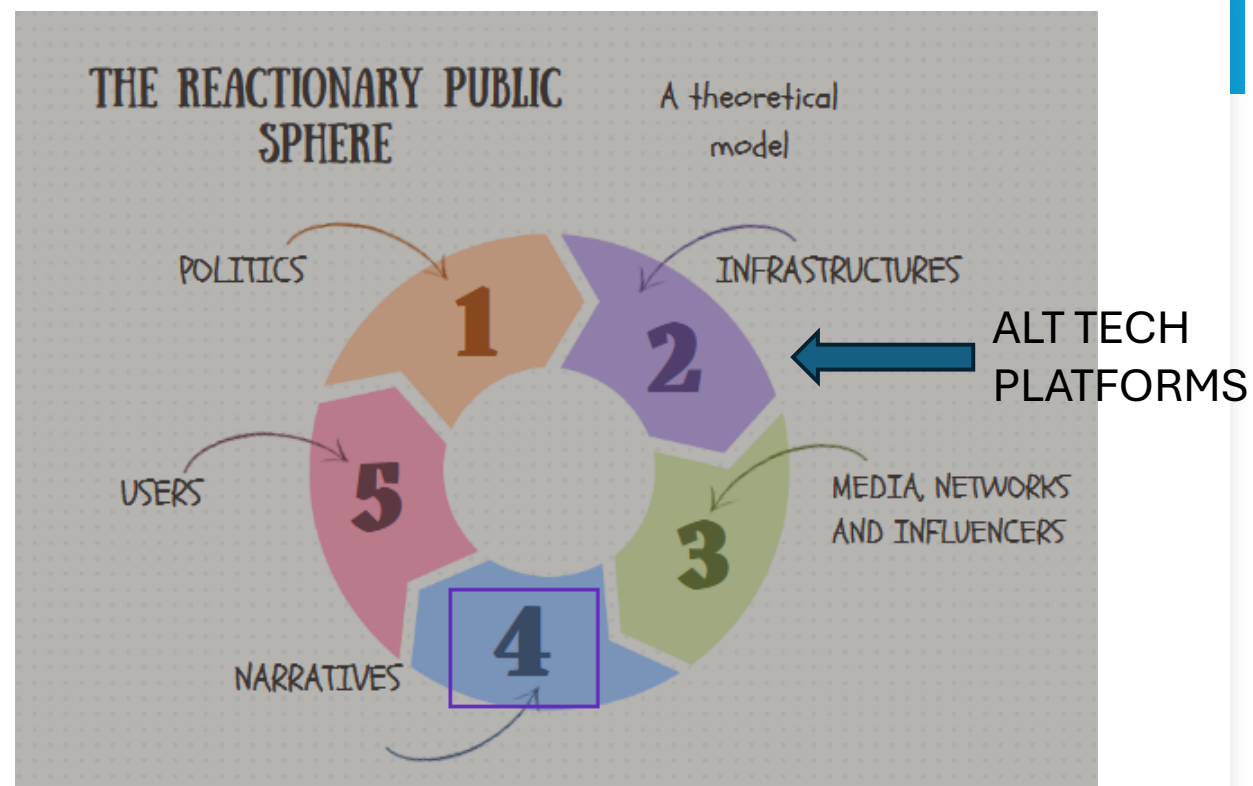 THE REACTIONARY PUBLIC
SPHERE
A theoretical
model
POLITICS
1
INFRASTRUCTURES
2
ALT TECH
PLATFORMS
MEDIA, NETWORKS
AND INFLUENCERS
3
NARRATIVES
4
USERS
5